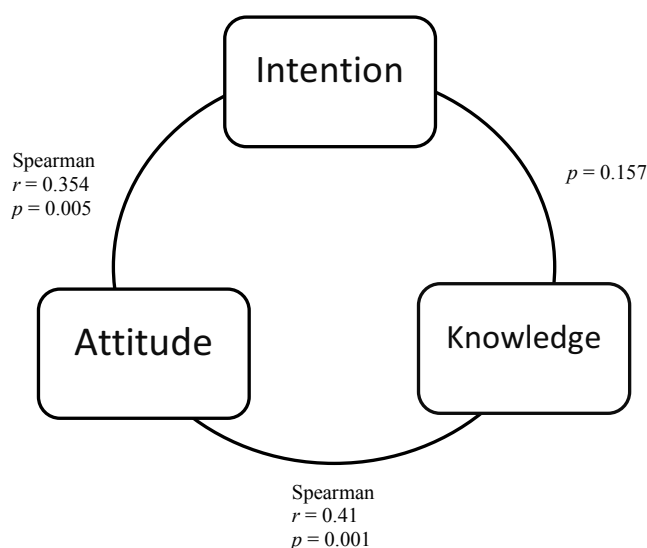 Intention
Spearman
r = 0.354
p = 0.005
p = 0.157
Attitude
Knowledge
Spearman
r = 0.41
p = 0.001